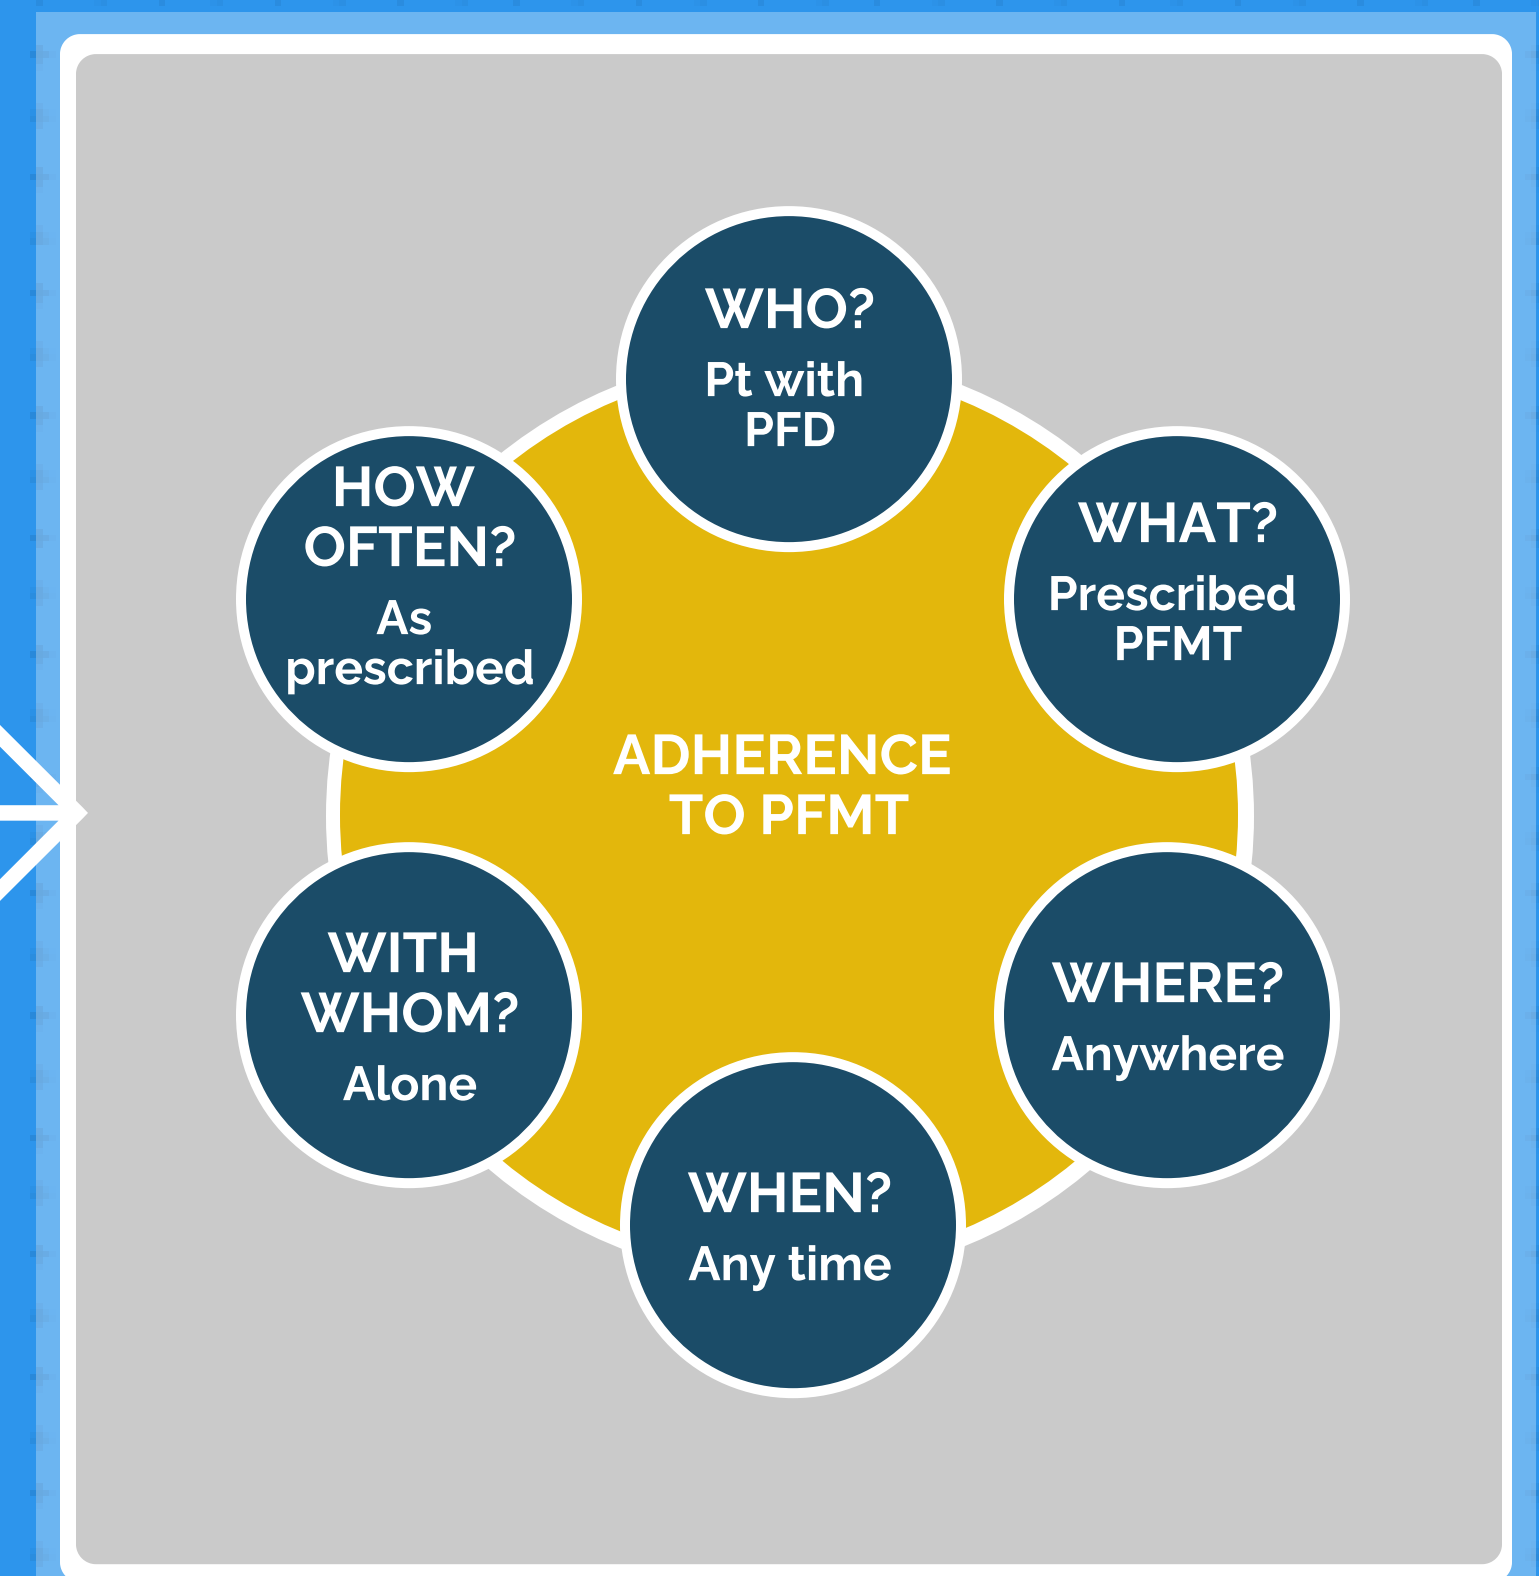 WHO?
Pt with
PFD
WHAT?
Prescribed
PFMT
WHERE?
Anywhere
WHEN?
Any time
WITH
WHOM?
Alone
HOW
OFTEN?
As
prescribed
ADHERENCE
TO PFMT